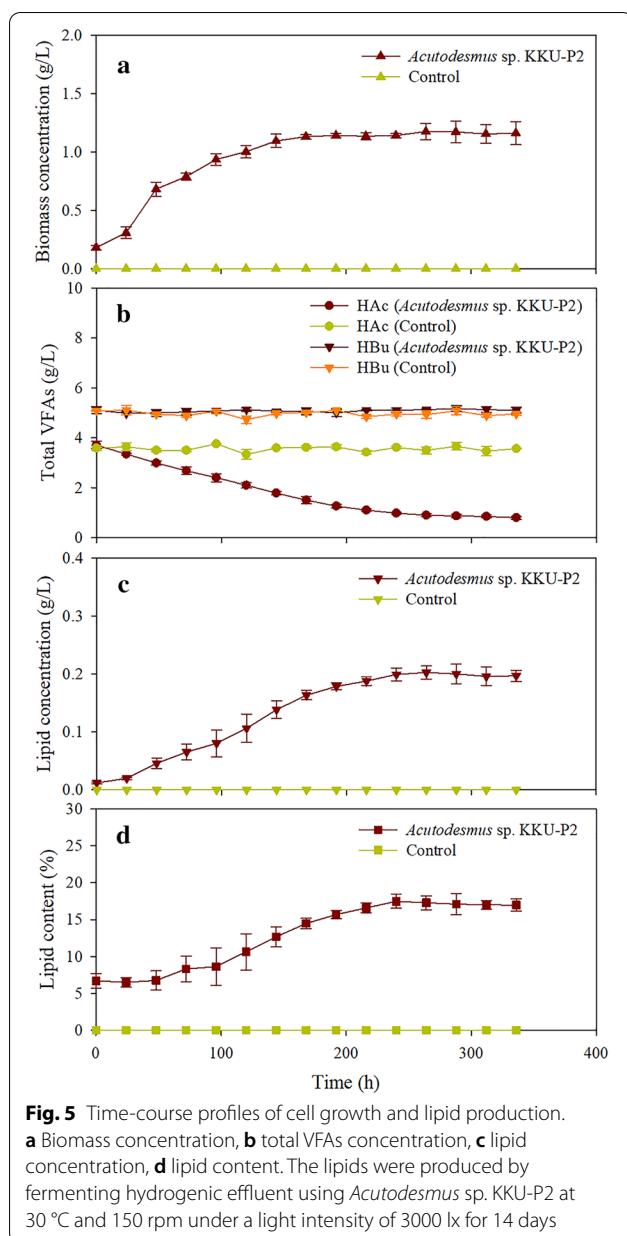 a
Acutodesmus sp. KKU-P2
Control
Biomass concentration (g/L)
2.0
1.5
1.0
0.5
0.0
b
HAc (Acutodesmus sp. KKU-P2)
HAc (Control)
HBu (Acutodesmus sp. KKU-P2)
HBu (Control)
Total VFAs (g/L)
10
8
6
4
2
0
c
Acutodesmus sp. KKU-P2
Control
Lipid concentration (g/L)
0.4
0.3
0.2
0.1
0.0
d
Acutodesmus sp. KKU-P2
Control
Lipid content (%)
30
25
20
15
10
5
0
0 100 200 300 400
Time (h)
Fig. 5 Time-course profiles of cell growth and lipid production.
a Biomass concentration, b total VFAs concentration, c lipid
concentration, d lipid content. The lipids were produced by
fermenting hydrogenic effluent using Acutodesmus sp. KKU-P2 at
30 °C and 150 rpm under a light intensity of 3000 lx for 14 days